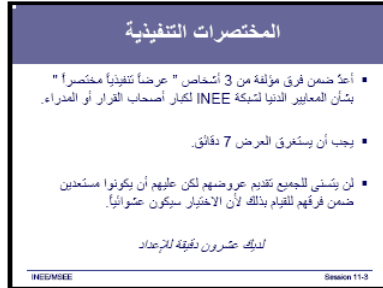 المختصرات التنفيذية
أعدّ ضمن فرق مؤلفة من 3 أشخاص " عرضاً تنفيذياً مختصراً "
بشأن المعايير الدنيا لشبكة INEE لكبار أصحاب القرار أو المدراء.
يجب أن يستغرق العرض 7 دقائق.
لن يتسنى للجميع تقديم عروضهم لكن عليهم أن يكونوا مستعدين
ضمن فرقهم للقيام بذلك لأن الاختيار سيكون عشوائياً.
لديك عشرون دقيقة للإعداد
INEE/MSEE
Session 11-3